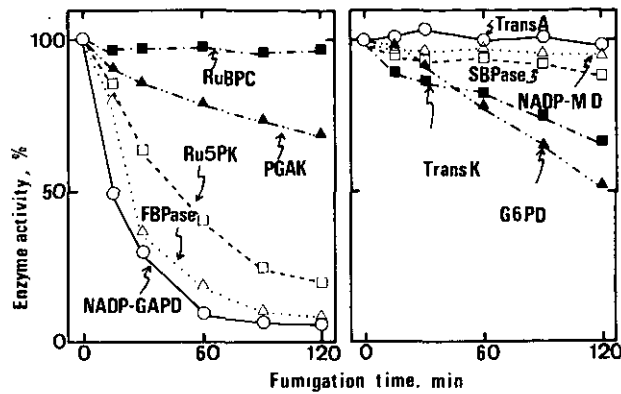 Enzyme activity, %
100
50
0
RuBPC
PGAK
Ru5PK
FBPase
NADP-GAPD
0 60 120
TransA
SBPase
NADP-MD
TransK
G6PD
0 60 120
Fumigation time, min